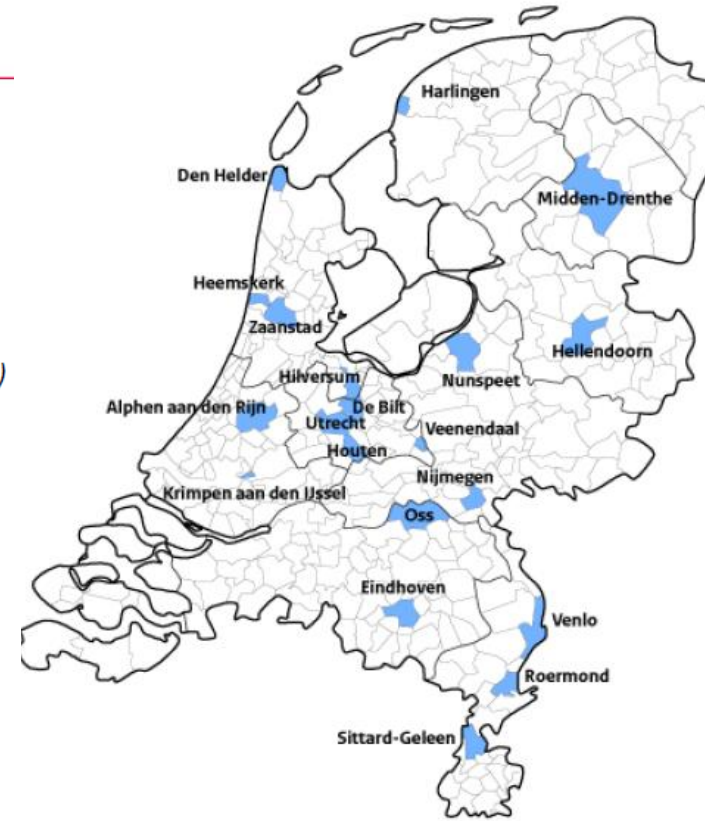 Harlingen
Den Helder
Midden-Drenthe
Heemskerk
Zaanstad
Hellendoorn
)
Hilversum
Nunspeet
Alphen aan den Rijn
De Bilt
Utrecht
Veenendaal
Houten
Nijmegen
Krimpen aan den IJssel
Oss
Eindhoven
Venlo
Roermond
Sittard-Geleen